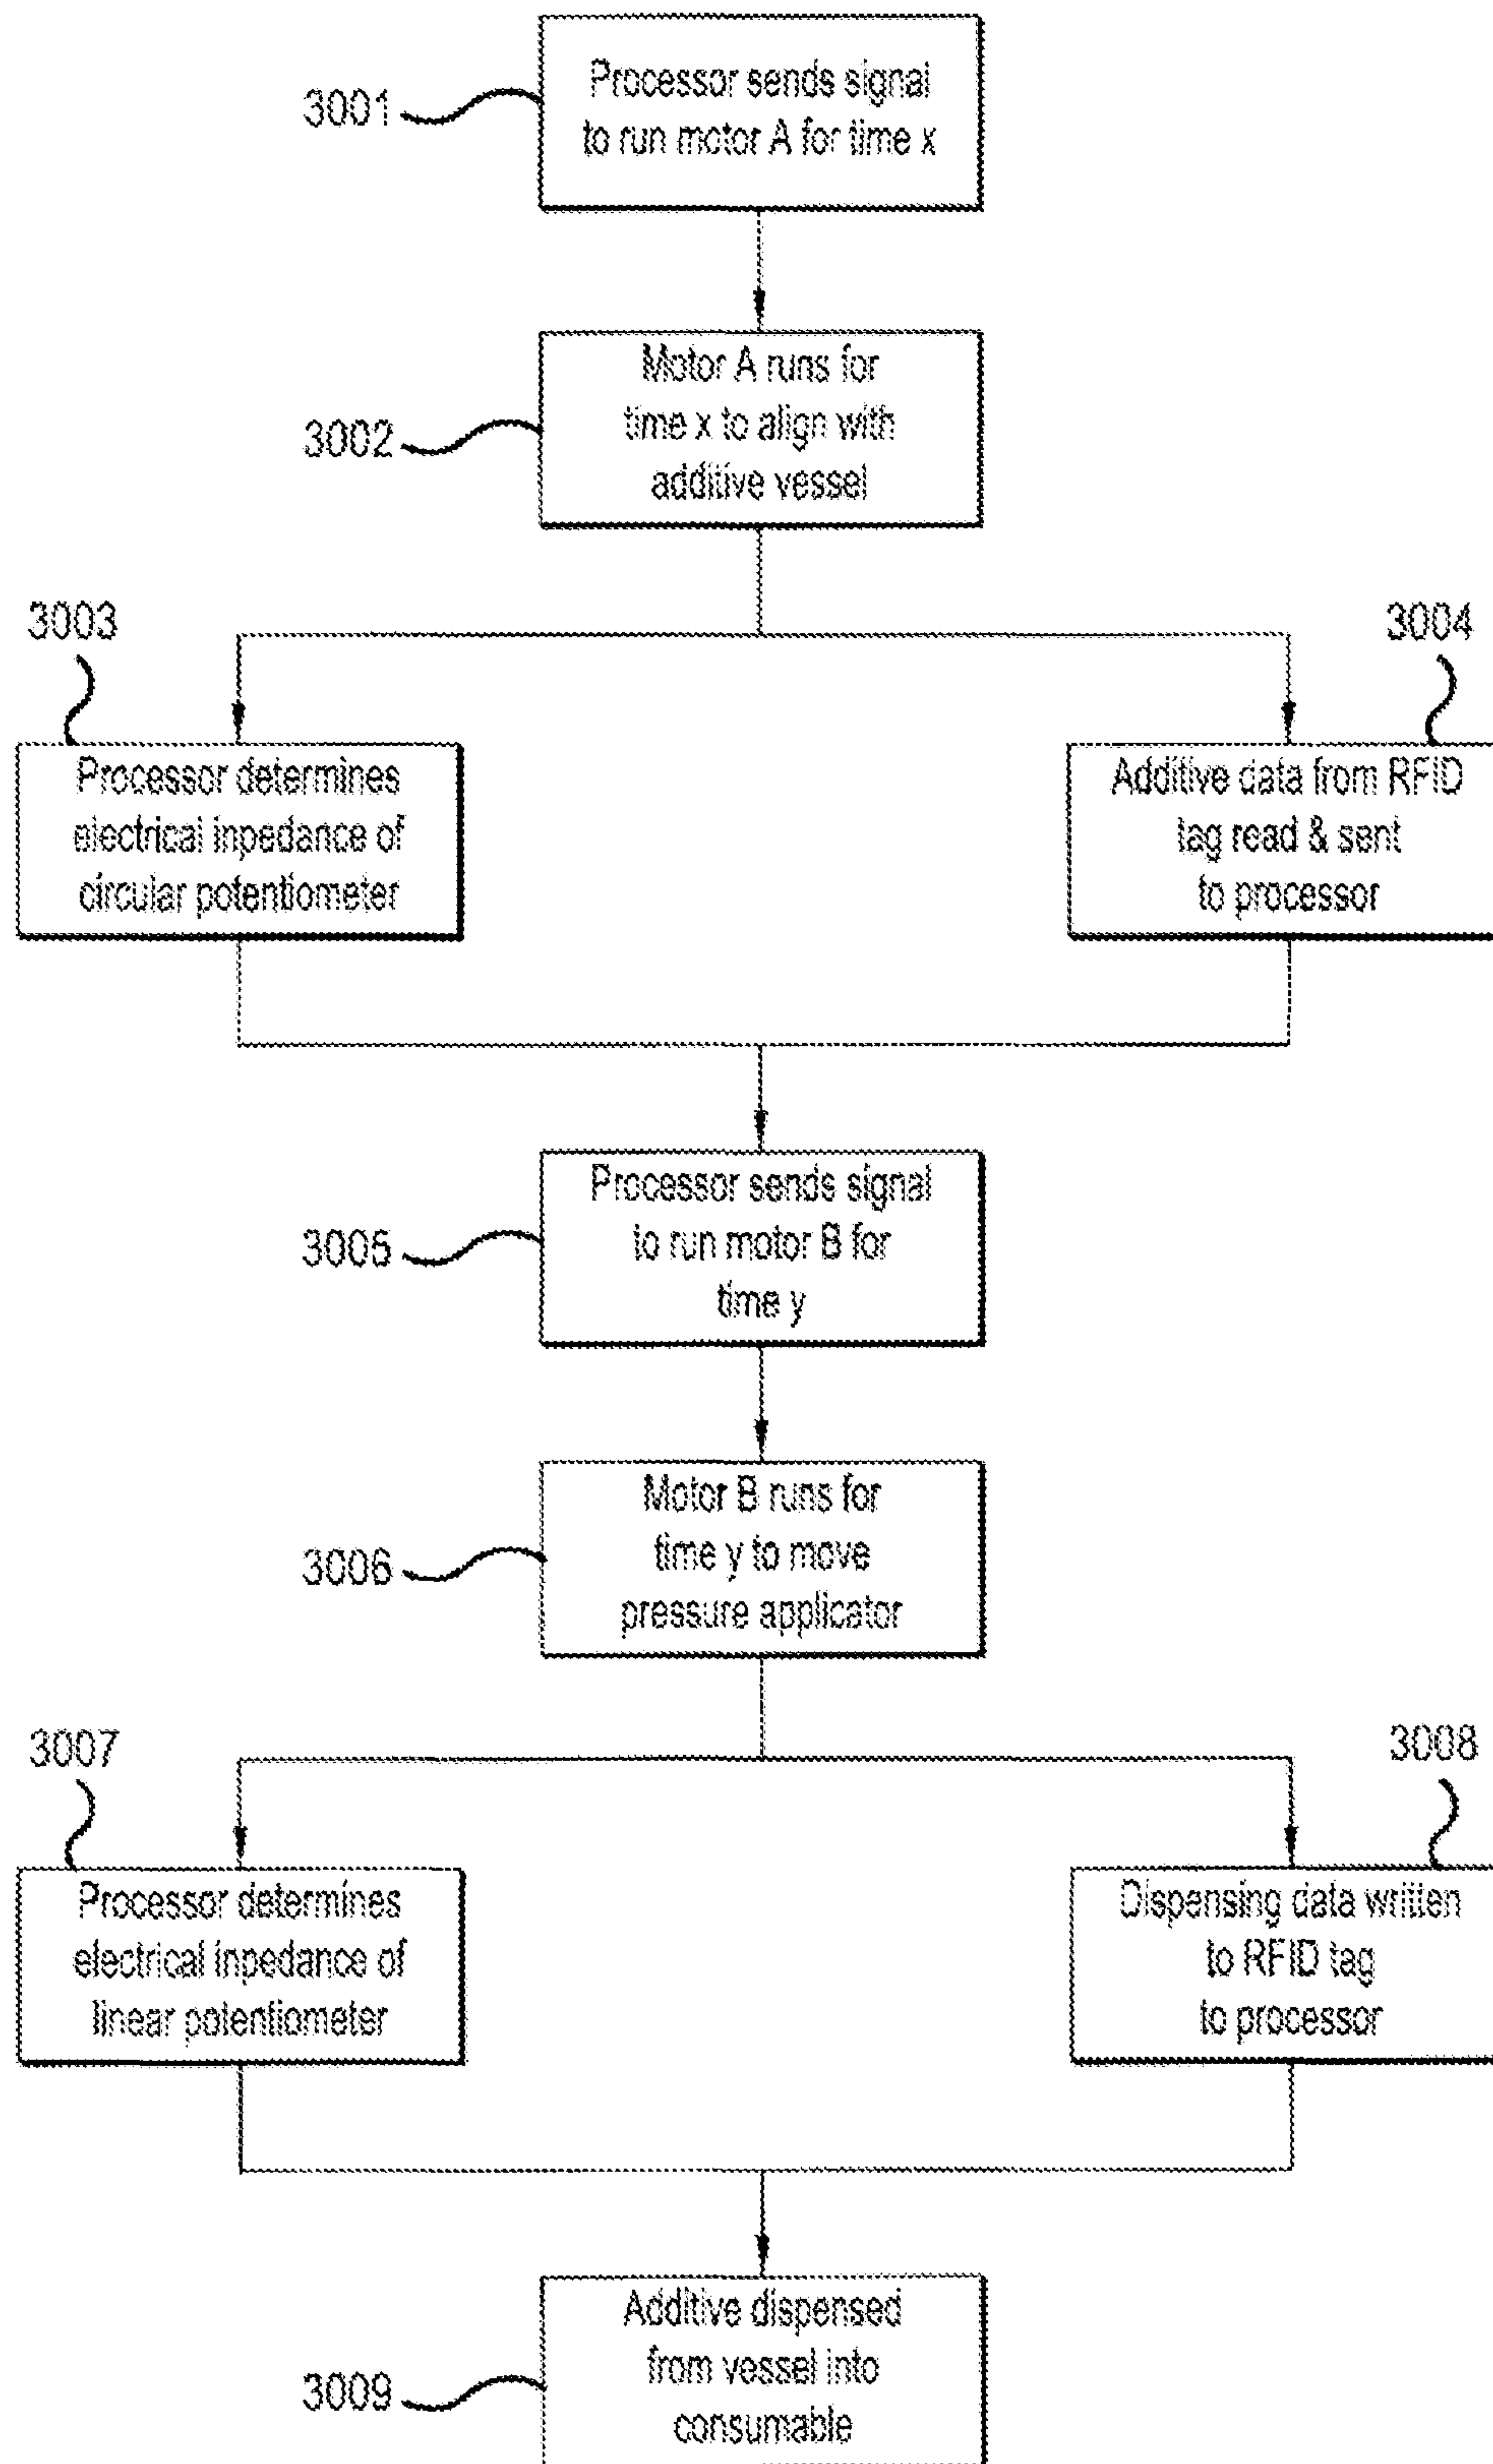 3001
Processor sends signal
to run motor A for time x
3002
Motor A runs for
time x to align with
additive vessel
3003
Processor determines
electrical inpedance of
circular potentiometer
3004
Additive data from RFID
tag read & sent
to processor
3005
Processor sends signal
to run motor B for
time y
3006
Motor B runs for
time y to move
pressure applicator
3007
Processor determines
electrical inpedance of
linear potentiometer
3008
Dispensing data written
to RFID tag
to processor
3009
Additive dispensed
from vessel into
consumable